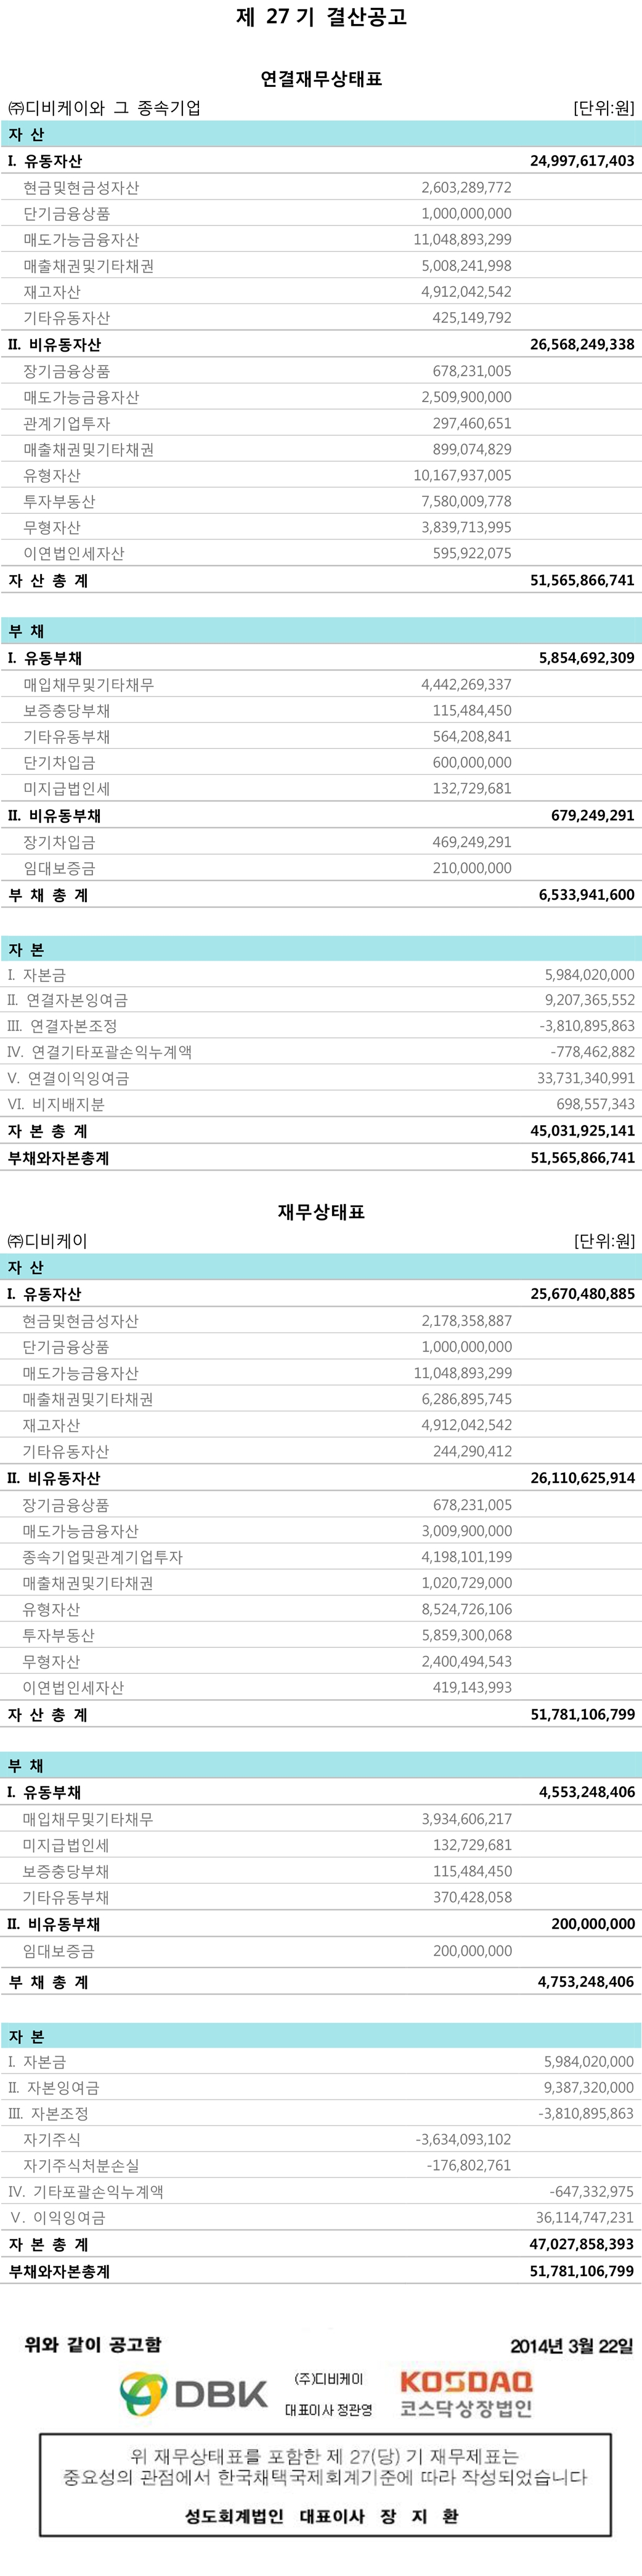 제 27 기 결산공고
연결재무상태표
㈜디비케이와 그 종속기업 [단위:원]
자 산
I. 유동자산 24,997,617,403
현금및현금성자산 2,603,289,772
단기금융상품 1,000,000,000
매도가능금융자산 11,048,893,299
매출채권및기타채권 5,008,241,998
재고자산 4,912,042,542
기타유동자산 425,149,792
II. 비유동자산 26,568,249,338
장기금융상품 678,231,005
매도가능금융자산 2,509,900,000
관계기업투자 297,460,651
매출채권및기타채권 899,074,829
유형자산 10,167,937,005
투자부동산 7,580,009,778
무형자산 3,839,713,995
이연법인세자산 595,922,075
자 산 총 계 51,565,866,741
부 채
I. 유동부채 5,854,692,309
매입채무및기타채무 4,442,269,337
보증충당부채 115,484,450
기타유동부채 564,208,841
단기차입금 600,000,000
미지급법인세 132,729,681
II. 비유동부채 679,249,291
장기차입금 469,249,291
임대보증금 210,000,000
부 채 총 계 6,533,941,600
자 본
I. 자본금 5,984,020,000
II. 연결자본잉여금 9,207,365,552
III. 연결자본조정 -3,810,895,863
IV. 연결기타포괄손익누계액 -778,462,882
V. 연결이익잉여금 33,731,340,991
VI. 비지배지분 698,557,343
자 본 총 계 45,031,925,141
부채와자본총계 51,565,866,741
재무상태표
㈜디비케이 [단위:원]
자 산
I. 유동자산 25,670,480,885
현금및현금성자산 2,178,358,887
단기금융상품 1,000,000,000
매도가능금융자산 11,048,893,299
매출채권및기타채권 6,286,895,745
재고자산 4,912,042,542
기타유동자산 244,290,412
II. 비유동자산 26,110,625,914
장기금융상품 678,231,005
매도가능금융자산 3,009,900,000
종속기업및관계기업투자 4,198,101,199
매출채권및기타채권 1,020,729,000
유형자산 8,524,726,106
투자부동산 5,859,300,068
무형자산 2,400,494,543
이연법인세자산 419,143,993
자 산 총 계 51,781,106,799
부 채
I. 유동부채 4,553,248,406
매입채무및기타채무 3,934,606,217
미지급법인세 132,729,681
보증충당부채 115,484,450
기타유동부채 370,428,058
II. 비유동부채 200,000,000
임대보증금 200,000,000
부 채 총 계 4,753,248,406
자 본
I. 자본금 5,984,020,000
II. 자본잉여금 9,387,320,000
III. 자본조정 -3,810,895,863
자기주식 -3,634,093,102
자기주식처분손실 -176,802,761
IV. 기타포괄손익누계액 -647,332,975
V. 이익잉여금 36,114,747,231
자 본 총 계 47,027,858,393
부채와자본총계 51,781,106,799
위와 같이 공고함 2014년 3월 22일
DBK (주)디비케이 KOSDAQ
대표이사 정관영 코스닥상장법인
위 재무상태표를 포함한 제 27(당) 기 재무제표는
중요성의 관점에서 한국채택국제회계기준에 따라 작성되었습니다
성도회계법인 대표이사 장 지 환